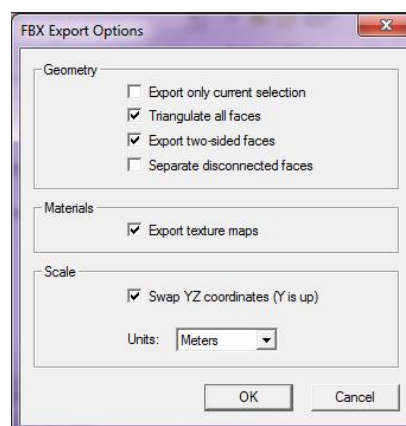 FBX Export Options
Geometry
Export only current selection
Triangulate all faces
Export two-sided faces
Separate disconnected faces
Materials
Export texture maps
Scale
Swap YZ coordinates (Y is up)
Units: Meters
OK Cancel